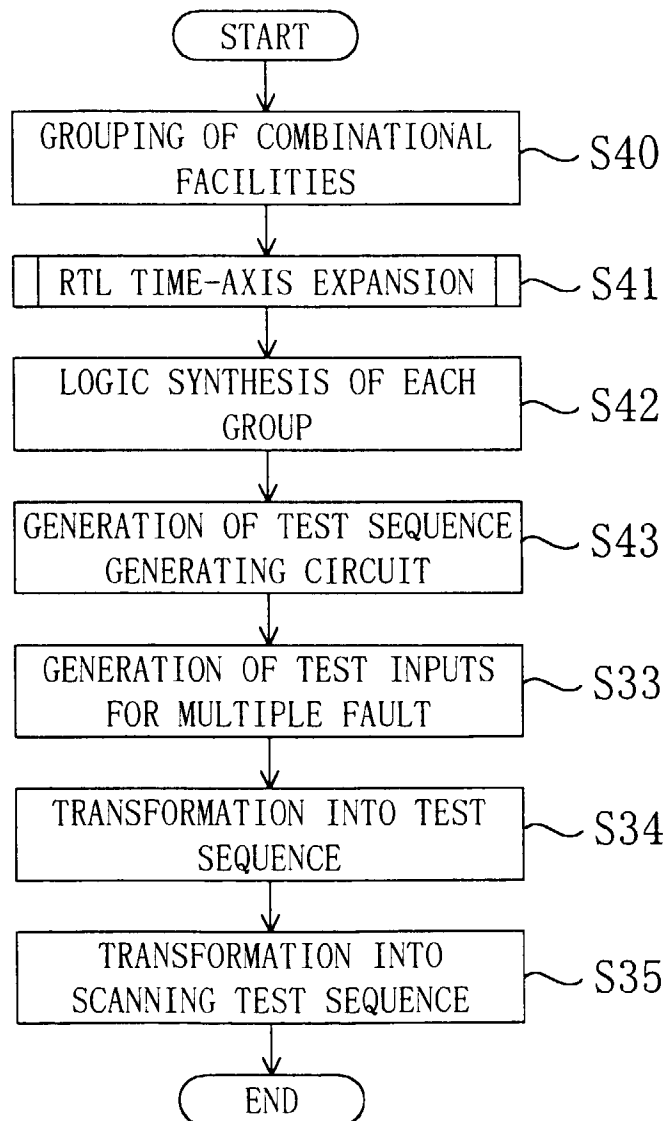 START
GROUPING OF COMBINATIONAL
FACILITIES
S40
RTL TIME-AXIS EXPANSION
S41
LOGIC SYNTHESIS OF EACH
GROUP
S42
GENERATION OF TEST SEQUENCE
GENERATING CIRCUIT
S43
GENERATION OF TEST INPUTS
FOR MULTIPLE FAULT
S33
TRANSFORMATION INTO TEST
SEQUENCE
S34
TRANSFORMATION INTO
SCANNING TEST SEQUENCE
S35
END